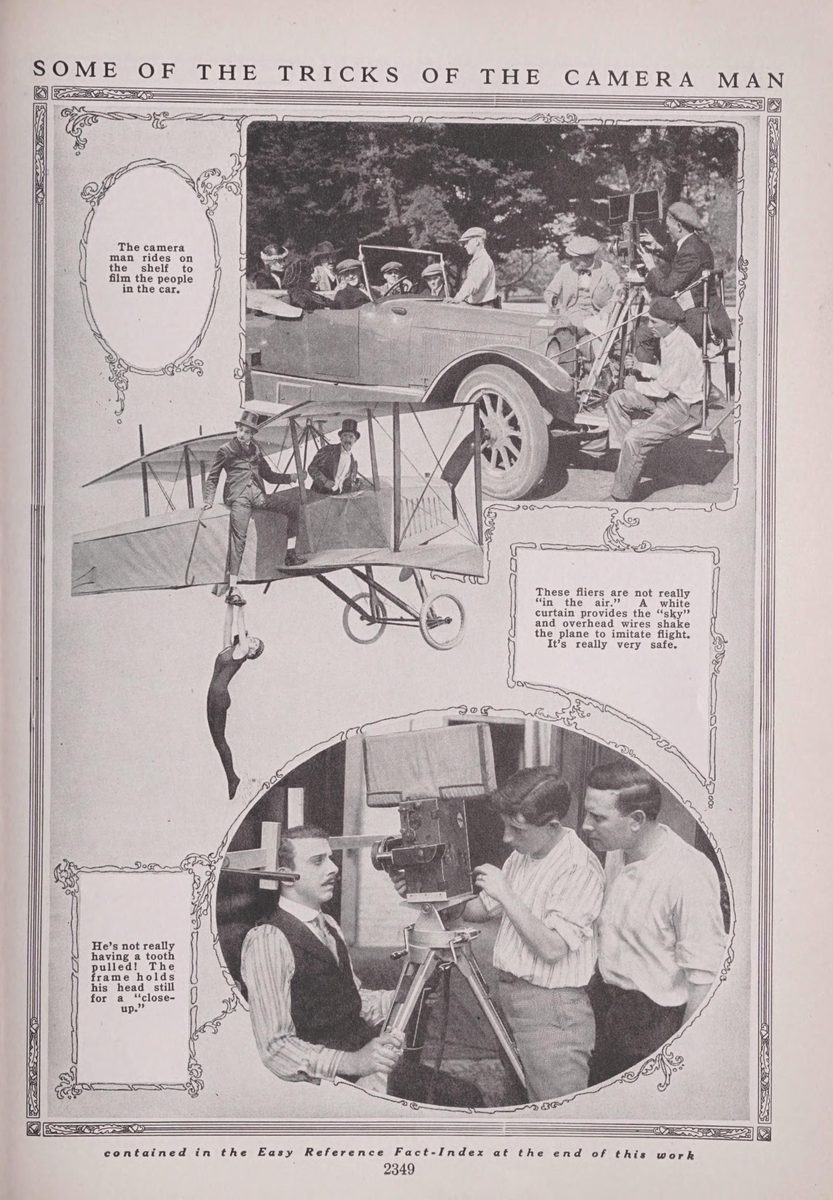 SOME OF THE TRICKS OF THE CAMERA MAN
The camera
man rides on
the shelf to
film the people
in the car.
These fliers are not really
“in the air.” A white
curtain provides the “sky”
and overhead wires shake
the plane to imitate flight.
It's really very safe.
He's not really
having a tooth
pulled! The
frame holds
his head still
for a “close-
up.”
contained in the Easy Reference Fact-Index at the end of this work
2349